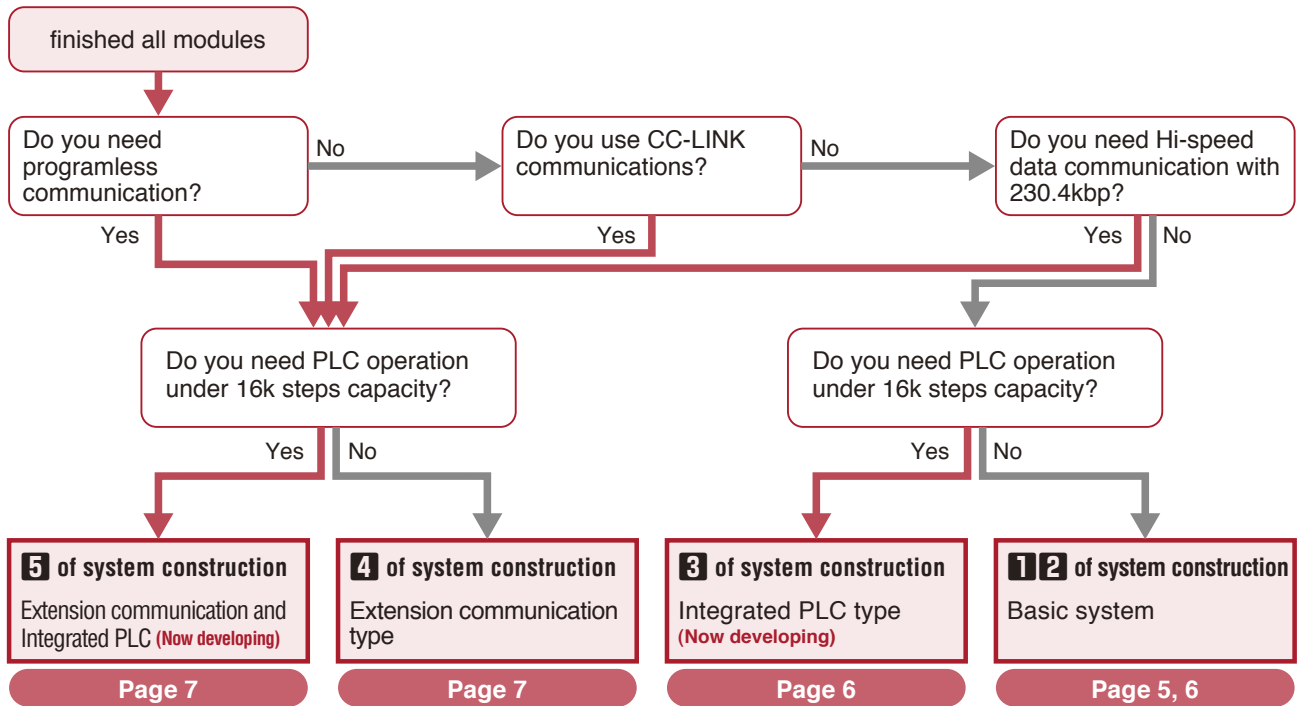 finished all modules
Do you need
programless
communication?
No
Do you use CC-LINK
communications?
No
Do you need Hi-speed
data communication with
230.4kbp?
Yes
Yes
Yes
No
Do you need PLC operation
under 16k steps capacity?
Do you need PLC operation
under 16k steps capacity?
Yes
No
Yes
No
5 of system construction
Extension communication and
Integrated PLC (Now developing)
Page 7
4 of system construction
Extension communication
type
Page 7
3 of system construction
Integrated PLC type
(Now developing)
Page 6
1 2 of system construction
Basic system
Page 5, 6